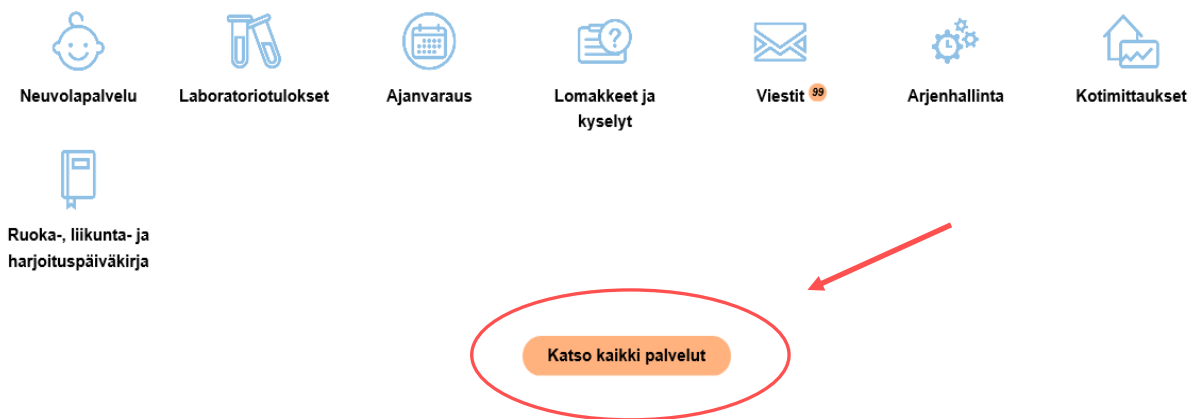 Neuvolapalvelu
Laboratoriotulokset
Ajanvaraus
Lomakkeet ja
kyselyt
Viestit 99
Arjenhallinta
Kotimittaukset
Ruoka-, liikunta- ja
harjoituspäiväkirja
Katso kaikki palvelut